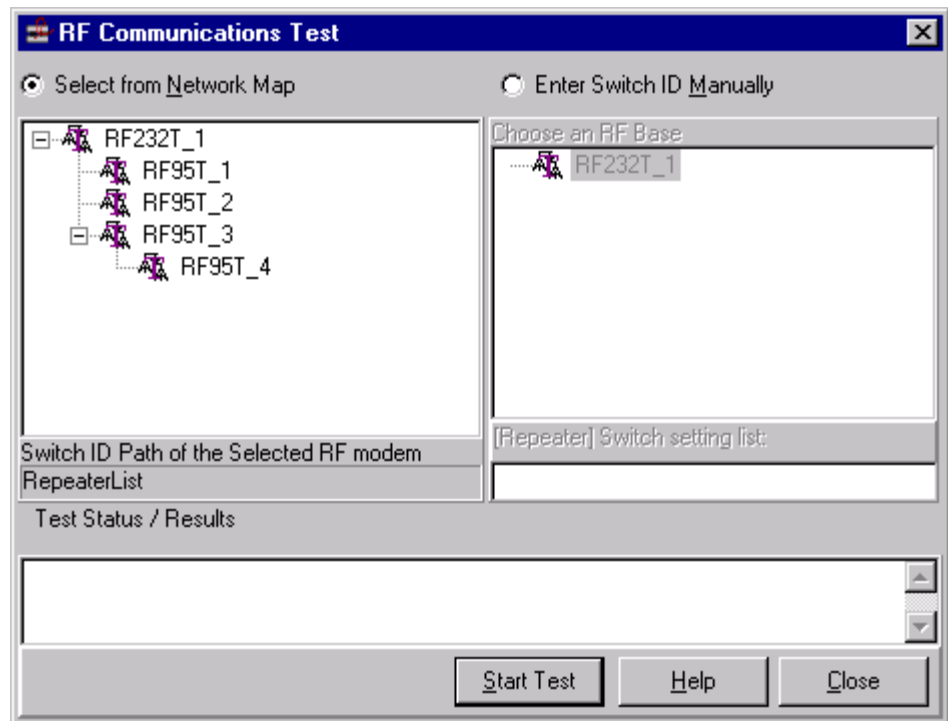 RF Communications Test
Select from Network Map
Enter Switch ID Manually
RF232T_1
RF95T_1
RF95T_2
RF95T_3
RF95T_4
Switch ID Path of the Selected RF modem
RepeaterList
Choose an RF Base
RF232T_1
[Repeater] Switch setting list:
Test Status / Results
Start Test
Help
Close